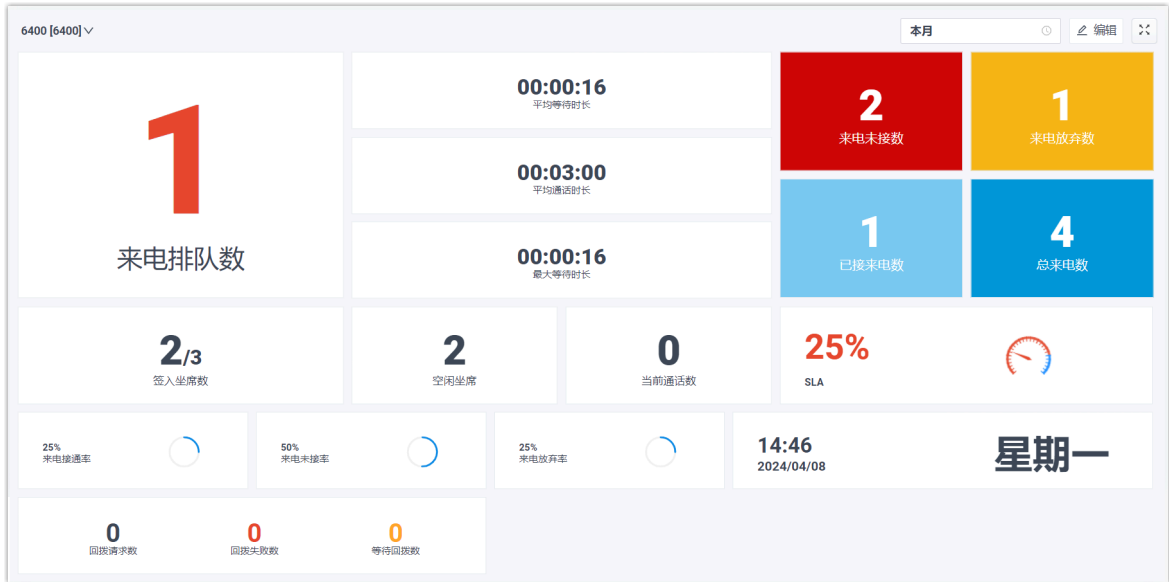 6400 [6400]
本月
编辑
1
来电排队数
00:00:16
平均等待时长
00:03:00
平均通话时长
00:00:16
最大等待时长
2
来电未接数
1
来电放弃数
1
已接来电数
4
总来电数
2/3
签入坐席数
2
空闲坐席
0
当前通话数
25%
SLA
25%
来电接通率
50%
来电未接率
25%
来电放弃率
14:46
2024/04/08
星期一
0
回拨请求数
0
回拨失败数
0
等待回拨数